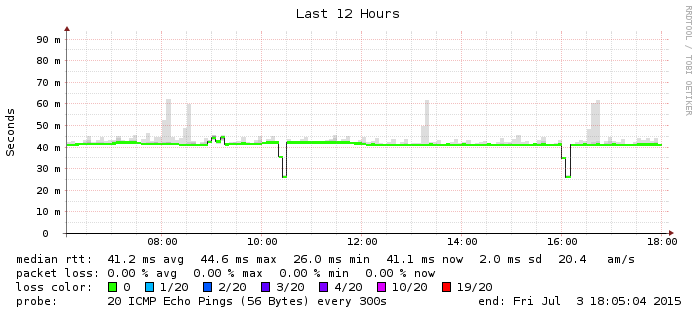 Last 12 Hours
RRDTOOL / TOBI OETIKER
Seconds
90 m
80 m
70 m
60 m
50 m
40 m
30 m
20 m
10 m
0
08:00 10:00 12:00 14:00 16:00 18:00
median rtt: 41.2 ms avg 44.6 ms max 26.0 ms min 41.1 ms now 2.0 ms sd 20.4 am/s
packet loss: 0.00 % avg 0.00 % max 0.00 % min 0.00 % now
loss color: 0 1/20 2/20 3/20 4/20 10/20 19/20
probe: 20 ICMP Echo Pings (56 Bytes) every 300s end: Fri Jul 3 18:05:04 2015